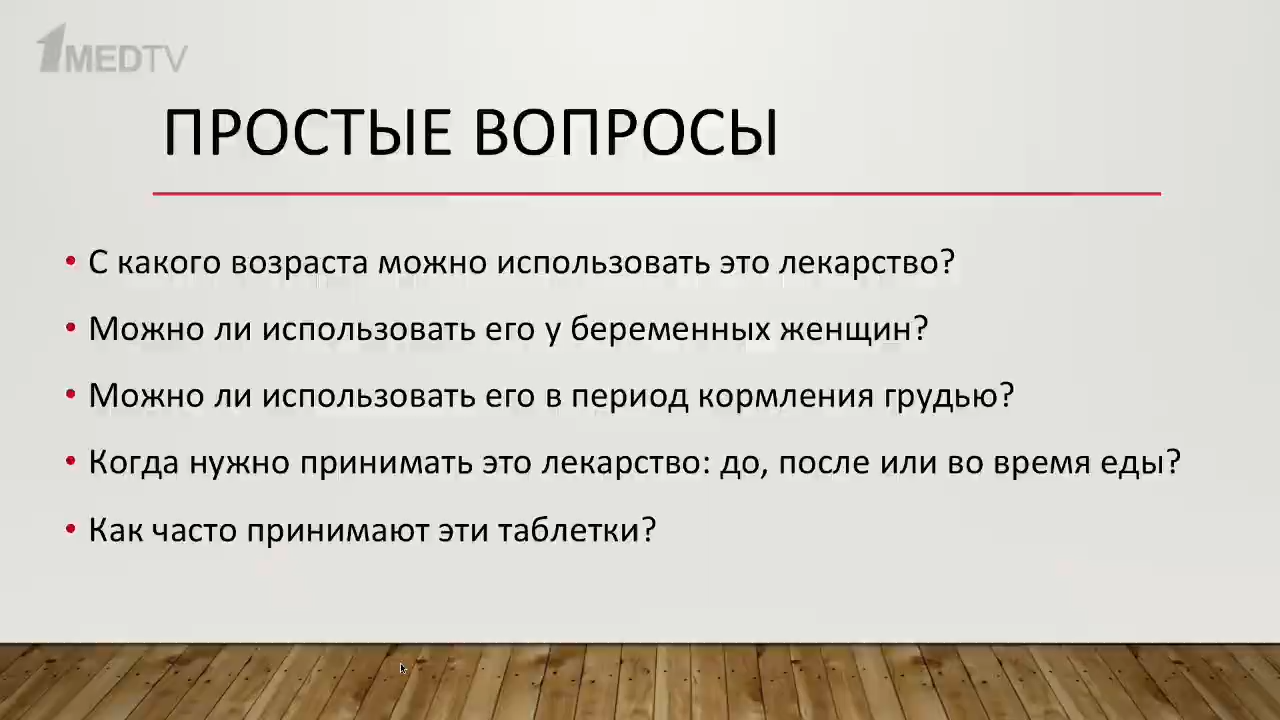 1MEDTV
ПРОСТЫЕ ВОПРОСЫ
• С какого возраста можно использовать это лекарство?
• Можно ли использовать его у беременных женщин?
• Можно ли использовать его в период кормления грудью?
• Когда нужно принимать это лекарство: до, после или во время еды?
• Как часто принимают эти таблетки?